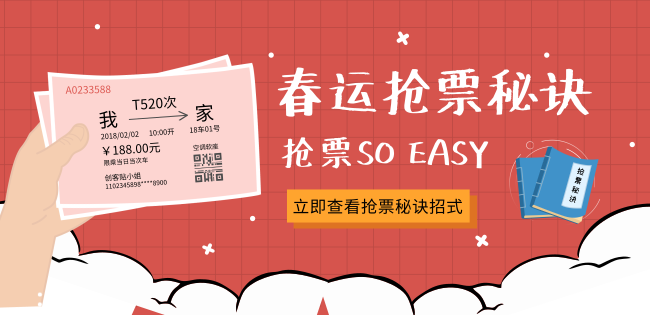 A0233588
T520次
我
家
2018/02/02 10:00开 18车01号
￥188.00元
限乘当日当次车
空调软座
创客贴小姐
1102345898****8900
春运抢票秘诀
抢票SO EASY
立即查看抢票秘诀招式
抢票秘诀